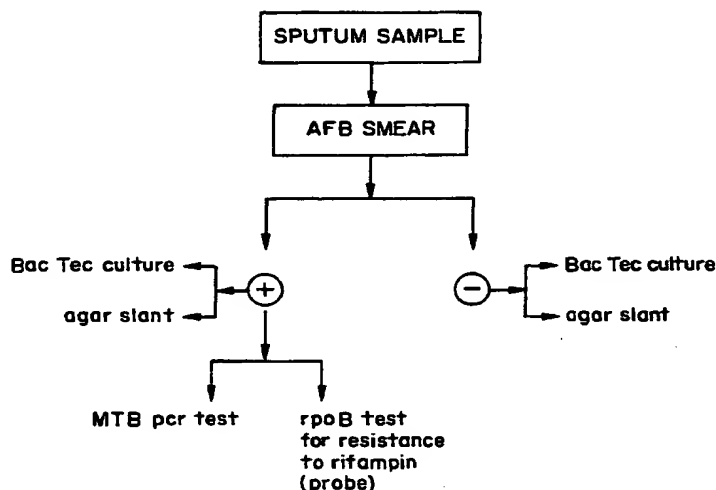 SPUTUM SAMPLE
AFB SMEAR
Bac Tec culture
agar slant
+
−
Bac Tec culture
agar slant
MTB pcr test
rpoB test
for resistance
to rifampin
(probe)